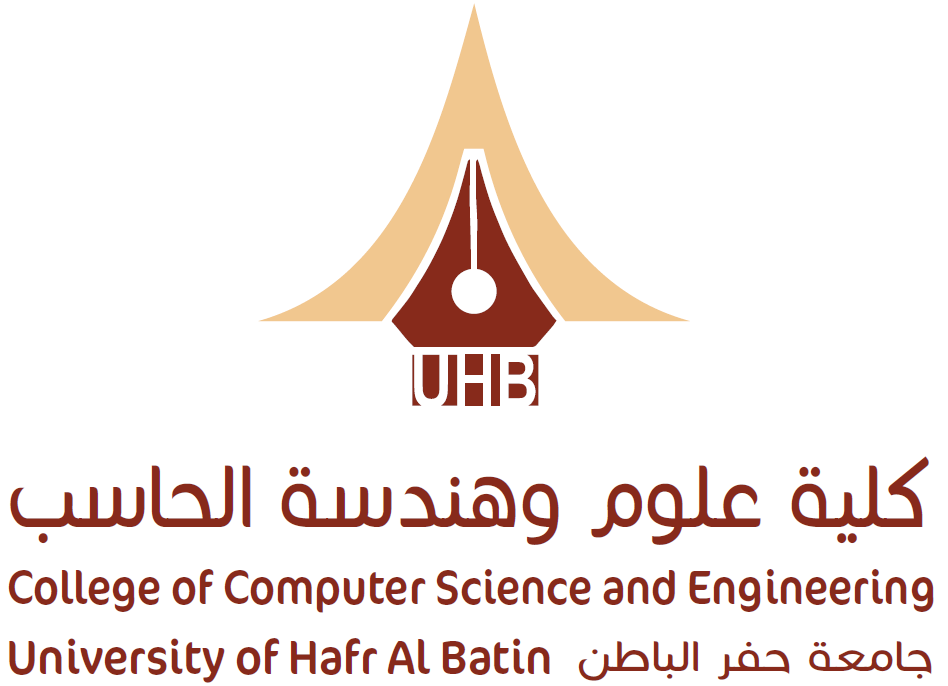 UHB
كلية علوم وهندسة الحاسب
College of Computer Science and Engineering
University of Hafr Al Batin جامعة حفر الباطن